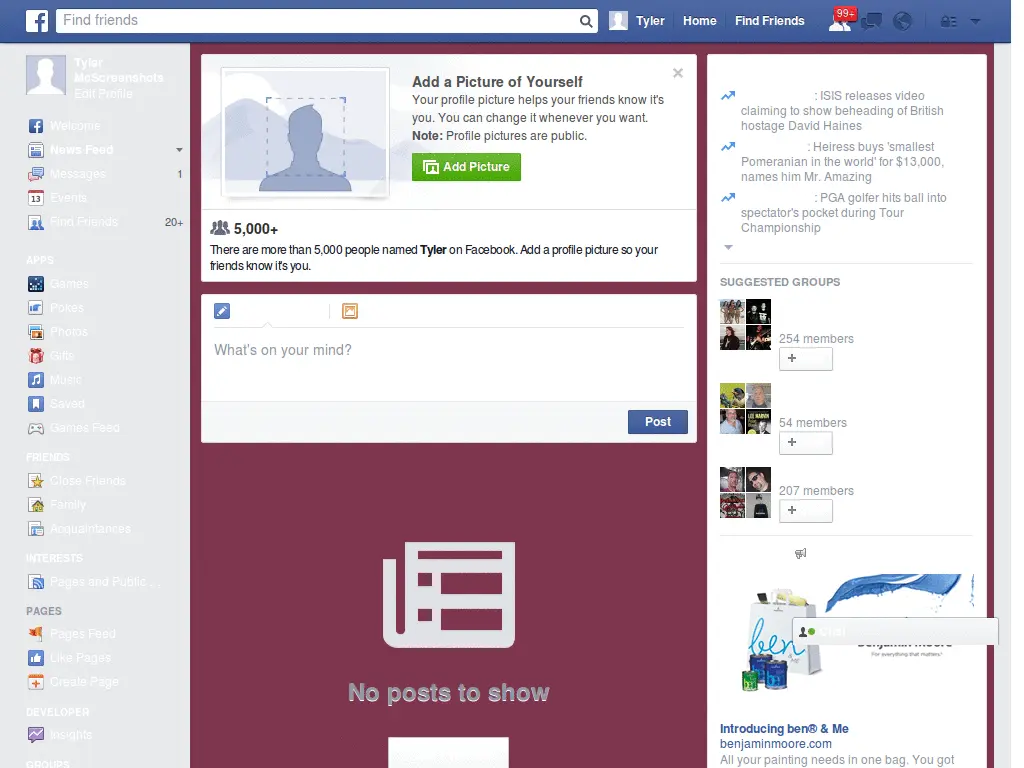 Find friends
Tyler
Home
Find Friends
99+
Tyler
McScreenshots
Edit Profile
Welcome
News Feed
Messages
1
Events
13
Find Friends
20+
APPS
Games
Pokes
Photos
Gifts
Music
Saved
Games Feed
FRIENDS
Close Friends
Family
Acquaintances
INTERESTS
Pages and Public ...
PAGES
Pages Feed
Like Pages
Create Page
DEVELOPER
Insights
GROUPS
Add a Picture of Yourself
Your profile picture helps your friends know it's
you. You can change it whenever you want.
Note: Profile pictures are public.
Add Picture
5,000+
There are more than 5,000 people named Tyler on Facebook. Add a profile picture so your
friends know it's you.
What's on your mind?
Post
No posts to show
: ISIS releases video
claiming to show beheading of British
hostage David Haines
: Heiress buys 'smallest
Pomeranian in the world' for $13,000,
names him Mr. Amazing
: PGA golfer hits ball into
spectator's pocket during Tour
Championship
SUGGESTED GROUPS
254 members
+
54 members
+
LEE MARVIN
207 members
+
ben
Chat
For everything that matters.
Introducing ben® & Me
benjaminmoore.com
All your painting needs in one bag. You got